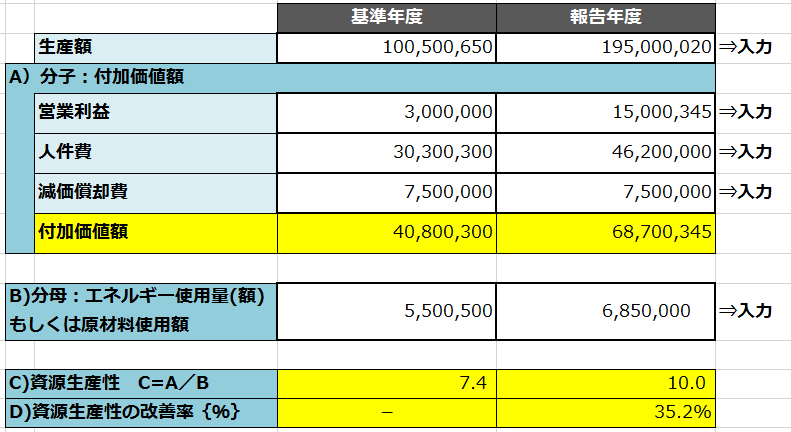 基準年度 報告年度
生産額 100,500,650 195,000,020 ⇒入力
A）分子：付加価値額
営業利益 3,000,000 15,000,345 ⇒入力
人件費 30,300,300 46,200,000 ⇒入力
減価償却費 7,500,000 7,500,000 ⇒入力
付加価値額 40,800,300 68,700,345
B)分母：エネルギー使用量(額)
もしくは原材料使用額 5,500,500 6,850,000 ⇒入力
C)資源生産性　C=A／B 7.4 10.0
D)資源生産性の改善率｛%｝ － 35.2%